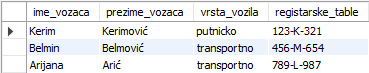 ime_vozaca prezime_vozaca vrsta_vozila registarske_table
Kerim Kerimović putnicko 123-K-321
Belmin Belmović transportno 456-M-654
Arijana Arić transportno 789-L-987